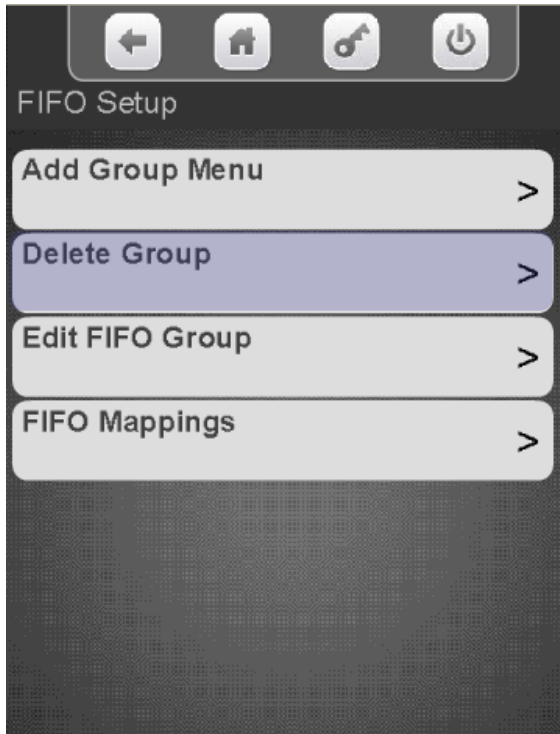 FIFO Setup
Add Group Menu
>
Delete Group
>
Edit FIFO Group
>
FIFO Mappings
>